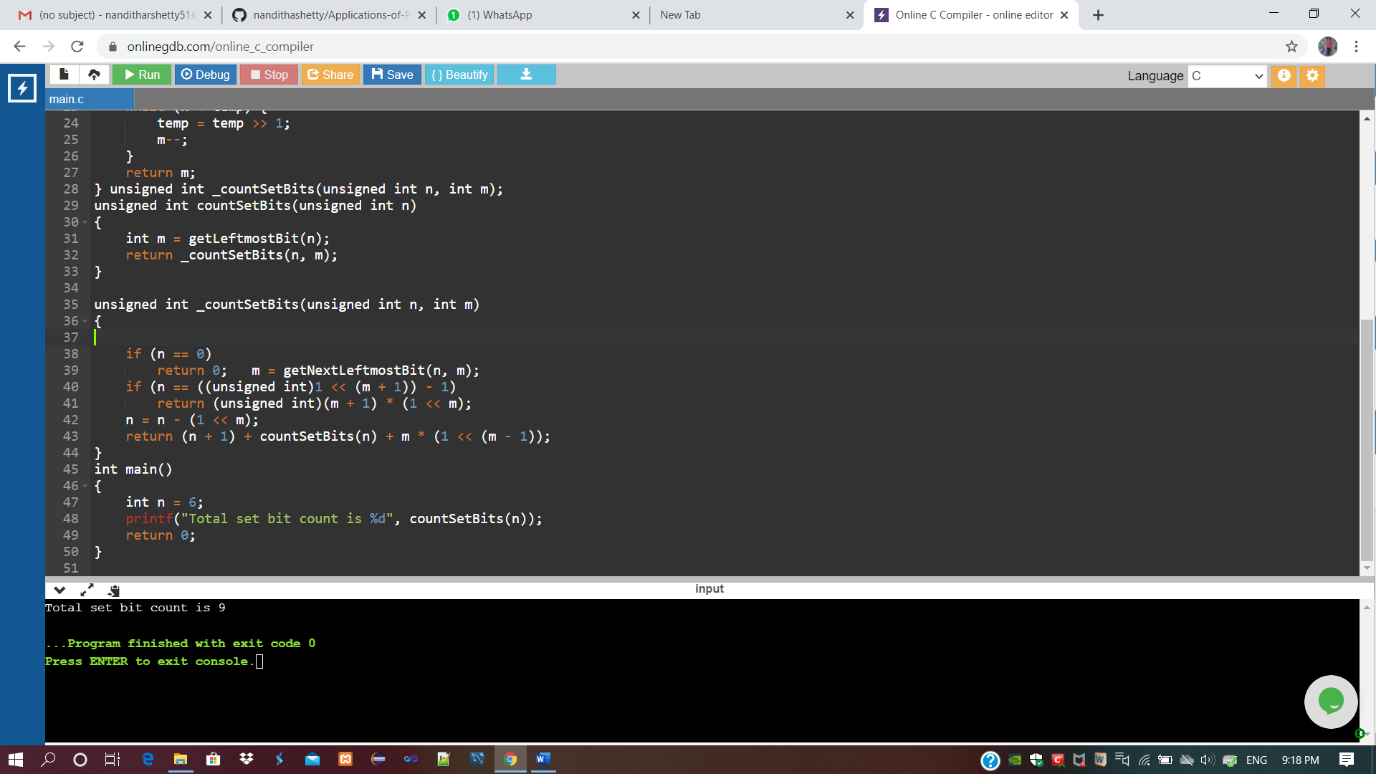 (no subject) - nanditharshetty51
nandithashetty/Applications-of-P
(1) WhatsApp
New Tab
Online C Compiler - online editor
onlinegdb.com/online_c_compiler
Run Debug Stop Share Save {} Beautify
Language C
main.c
24 temp = temp >> 1;
25 m--;
26 }
27 return m;
28 } unsigned int _countSetBits(unsigned int n, int m);
29 unsigned int countSetBits(unsigned int n)
30 {
31 int m = getLeftmostBit(n);
32 return _countSetBits(n, m);
33 }
34
35 unsigned int _countSetBits(unsigned int n, int m)
36 {
37
38 if (n == 0)
39 return 0; m = getNextLeftmostBit(n, m);
40 if (n == ((unsigned int)1 << (m + 1)) - 1)
41 return (unsigned int)(m + 1) * (1 << m);
42 n = n - (1 << m);
43 return (n + 1) + countSetBits(n) + m * (1 << (m - 1));
44 }
45 int main()
46 {
47 int n = 6;
48 printf("Total set bit count is %d", countSetBits(n));
49 return 0;
50 }
51
input
Total set bit count is 9
...Program finished with exit code 0
Press ENTER to exit console.
ENG 9:18 PM